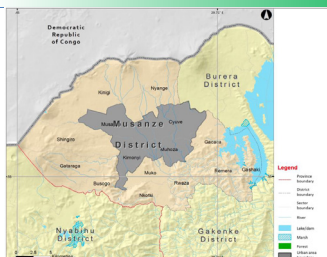 Democratic
Republic
of Congo
Burera
District
Nyange
Kinigi
Musanze
Cyuve
Muhoza
District
Shingiro
Gataraga
Kimonyi
Muko
Busogo
Nkotsi
Rwaza
Gacaca
Remera
Gashaki
Nyabihu
District
Gakenke
District
Legend
Province
boundary
District
boundary
Sector
boundary
River
Lake/dam
Marsh
Forest
Urban area